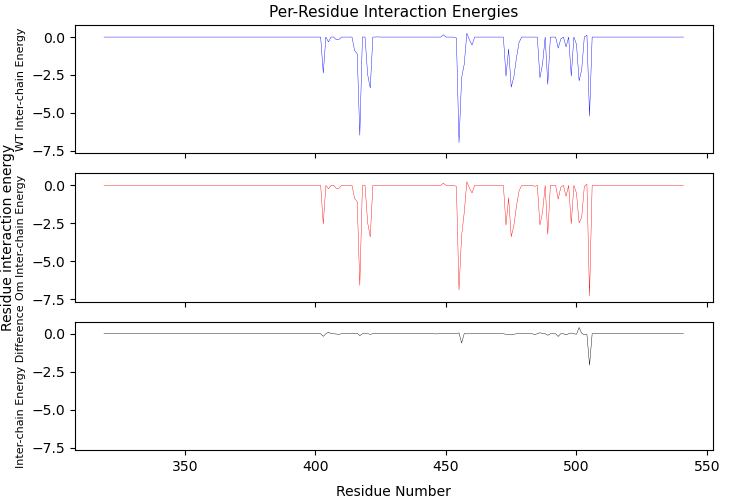 Per-Residue Interaction Energies
WT Inter-chain Energy
0.0
−2.5
−5.0
−7.5
Residue interaction energy
Om Inter-chain Energy
0.0
−2.5
−5.0
−7.5
Inter-chain Energy Difference
0.0
−2.5
−5.0
−7.5
350 400 450 500 550
Residue Number